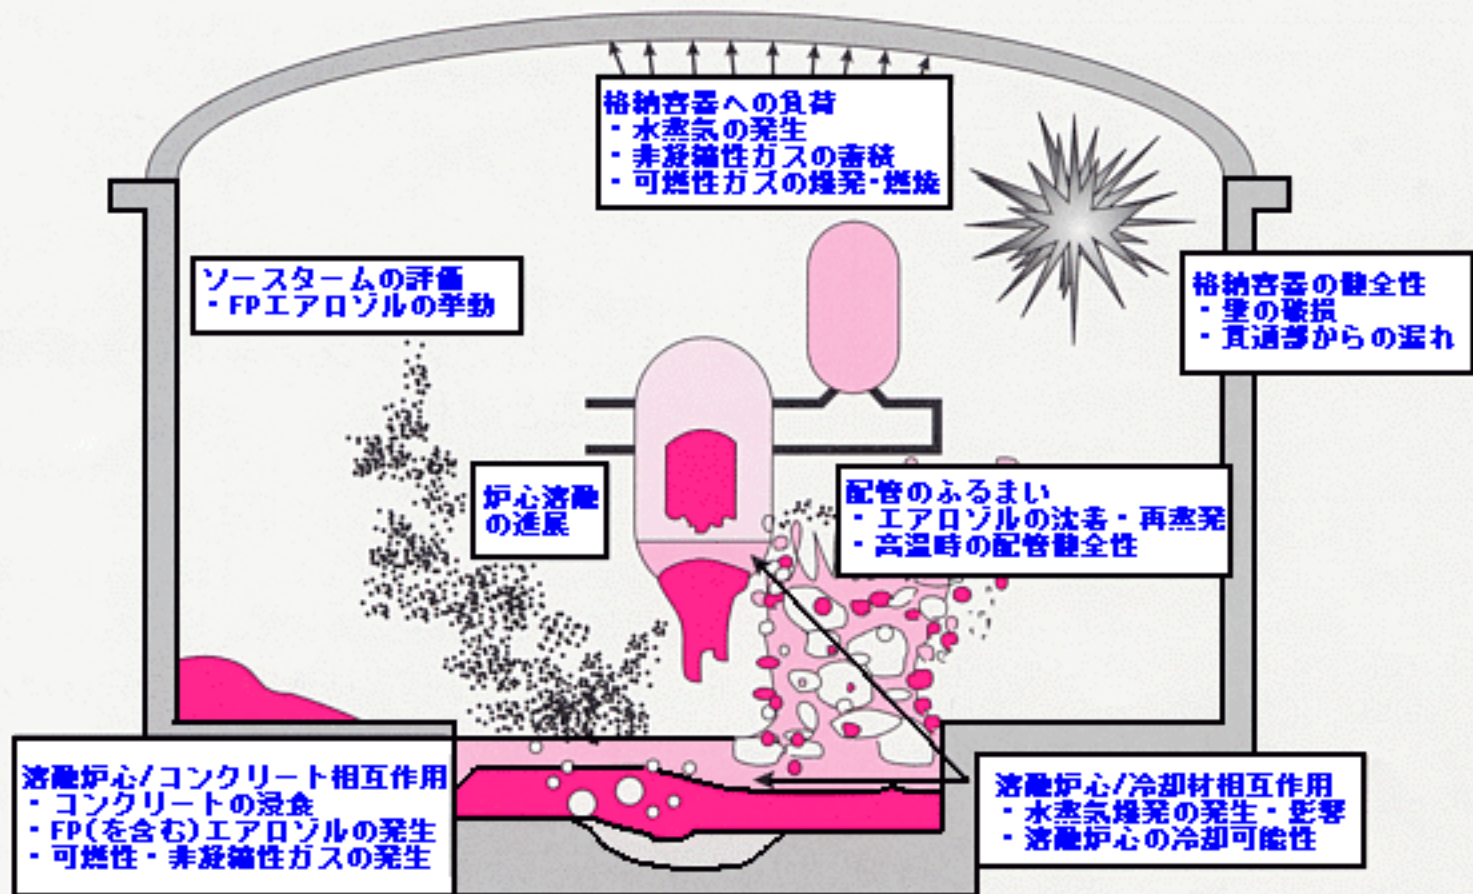 格納容器への負荷
・水蒸気の発生
・非凝縮性ガスの蓄積
・可燃性ガスの爆発・燃焼
ソースタームの評価
・FPエアロゾルの挙動
格納容器の健全性
・壁の破損
・貫通部からの漏れ
炉心溶融
の進展
配管のふるまい
・エアロゾルの沈着・再蒸発
・高温時の配管健全性
溶融炉心/コンクリート相互作用
・コンクリートの浸食
・FP(を含む)エアロゾルの発生
・可燃性・非凝縮性ガスの発生
溶融炉心/冷却材相互作用
・水蒸気爆発の発生・影響
・溶融炉心の冷却可能性